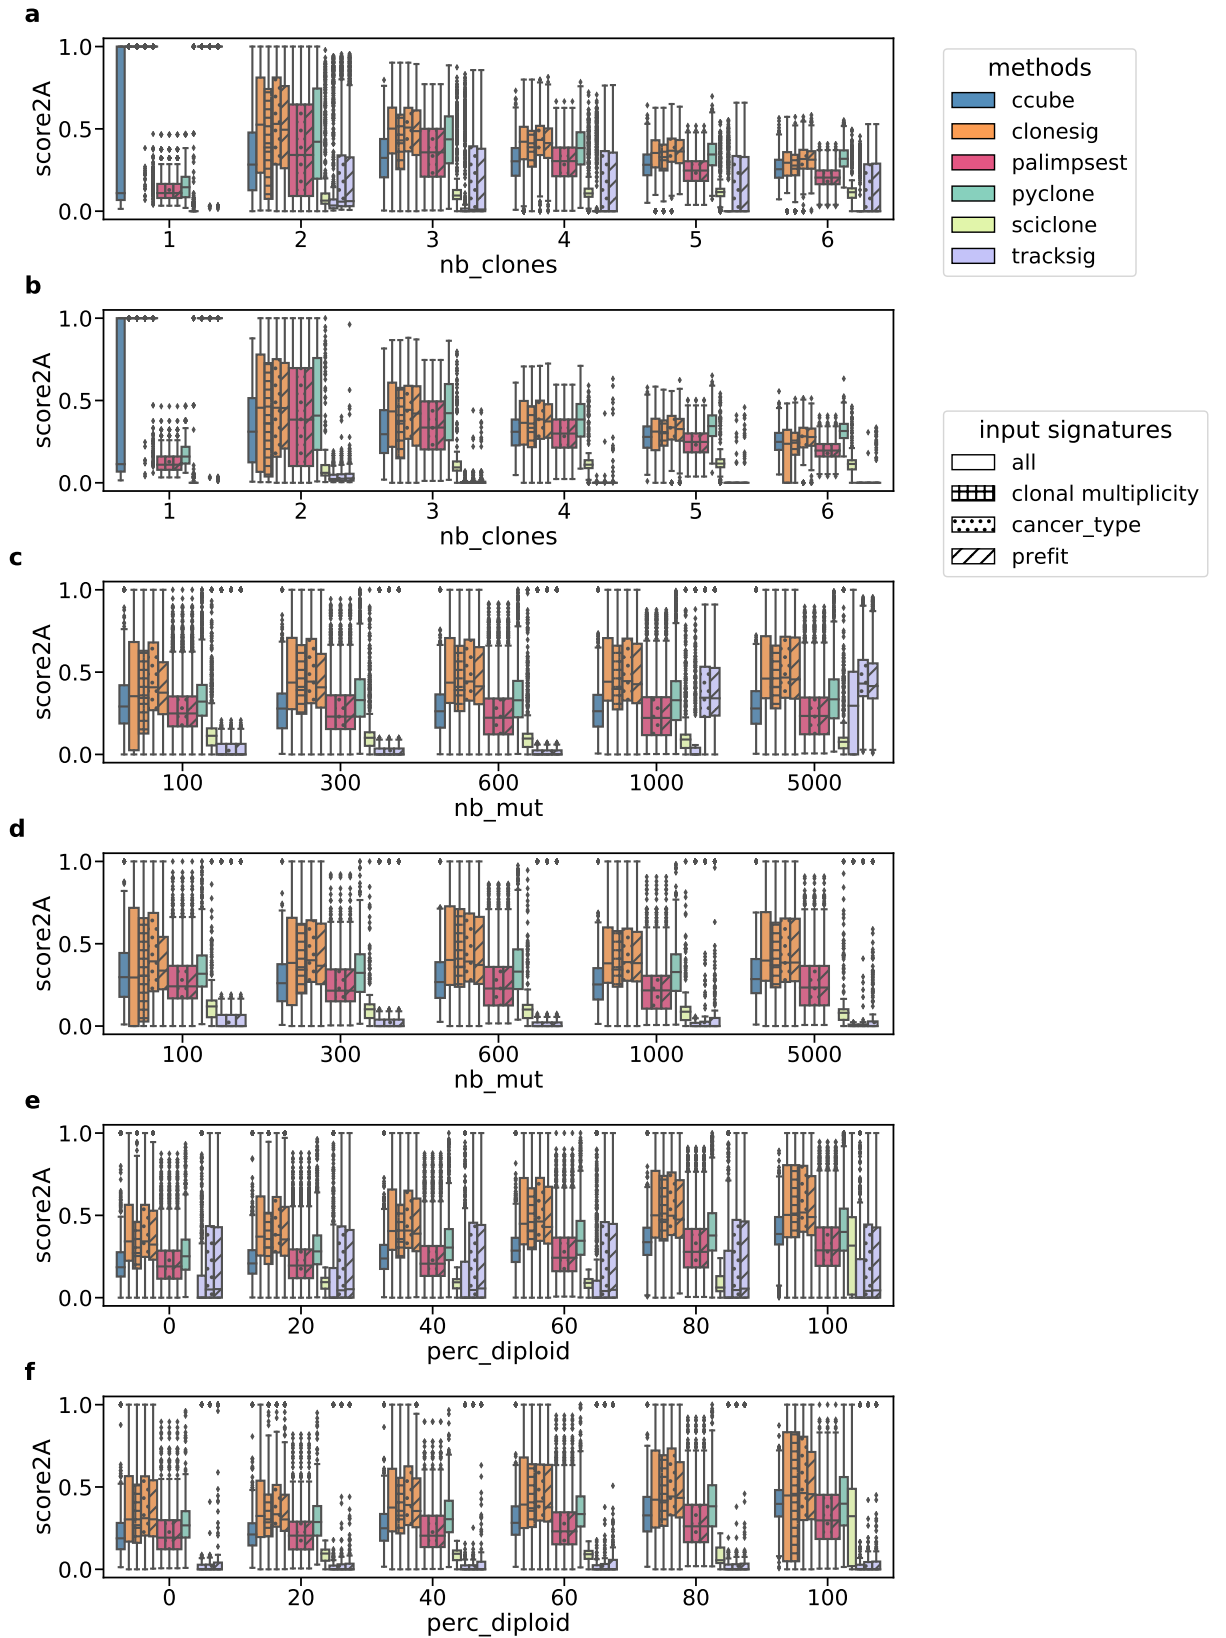 a
1.0
0.5
0.0
score2A
1 2 3 4 5 6
nb_clones
methods
ccube
clonesig
palimpsest
pyclone
sciclone
tracksig
b
1.0
0.5
0.0
score2A
1 2 3 4 5 6
nb_clones
input signatures
all
clonal multiplicity
cancer_type
prefit
c
1.0
0.5
0.0
score2A
100 300 600 1000 5000
nb_mut
d
1.0
0.5
0.0
score2A
100 300 600 1000 5000
nb_mut
e
1.0
0.5
0.0
score2A
0 20 40 60 80 100
perc_diploid
f
1.0
0.5
0.0
score2A
0 20 40 60 80 100
perc_diploid